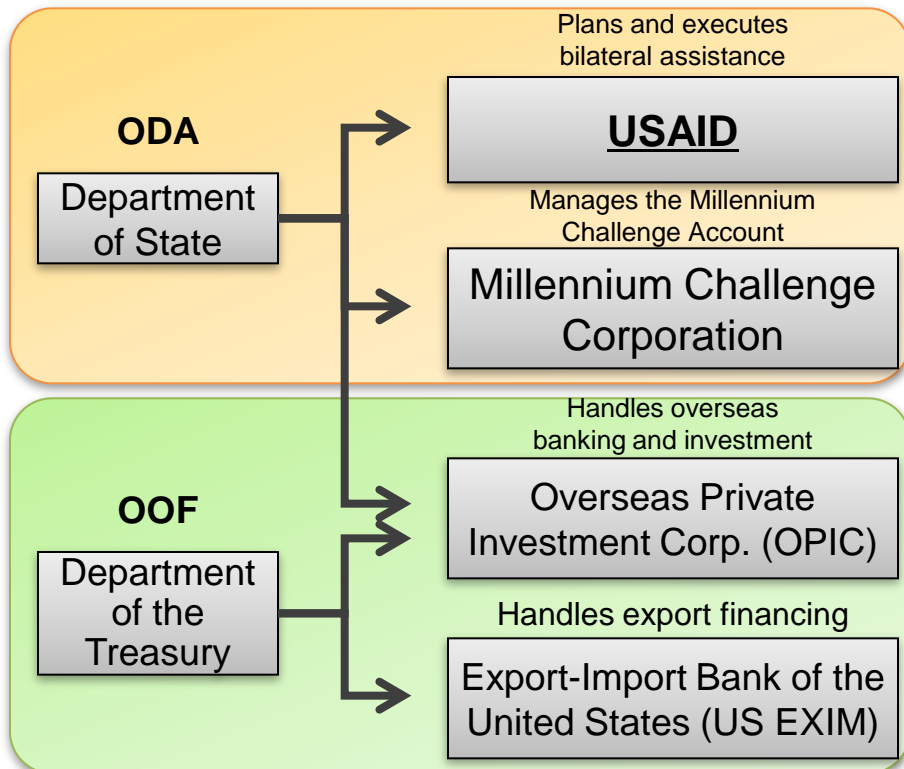 Plans and executes
bilateral assistance
ODA
USAID
Department
of State
Manages the Millennium
Challenge Account
Millennium Challenge
Corporation
Handles overseas
banking and investment
OOF
Overseas Private
Investment Corp. (OPIC)
Department
of the
Treasury
Handles export financing
Export-Import Bank of the
United States (US EXIM)